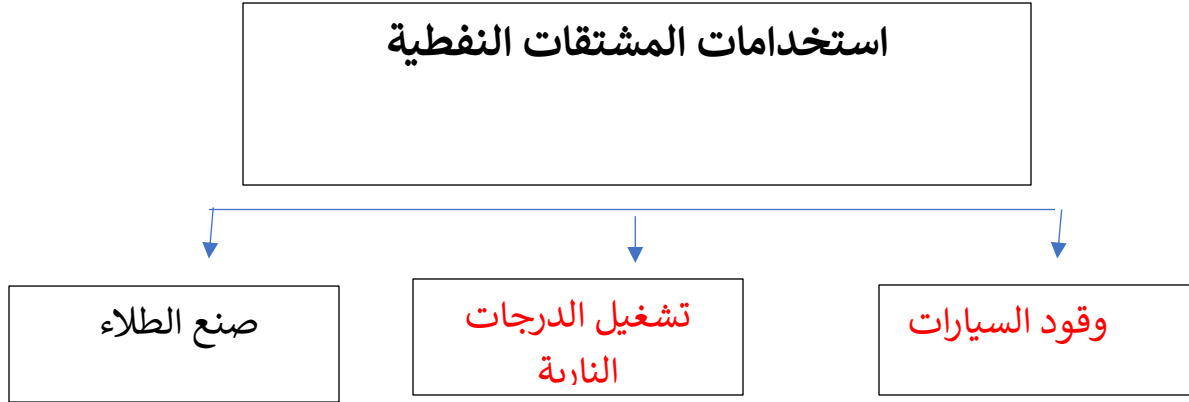 استخدامات المشتقات النفطية
وقود السيارات
تشغيل الدرجات
النارية
صنع الطلاء